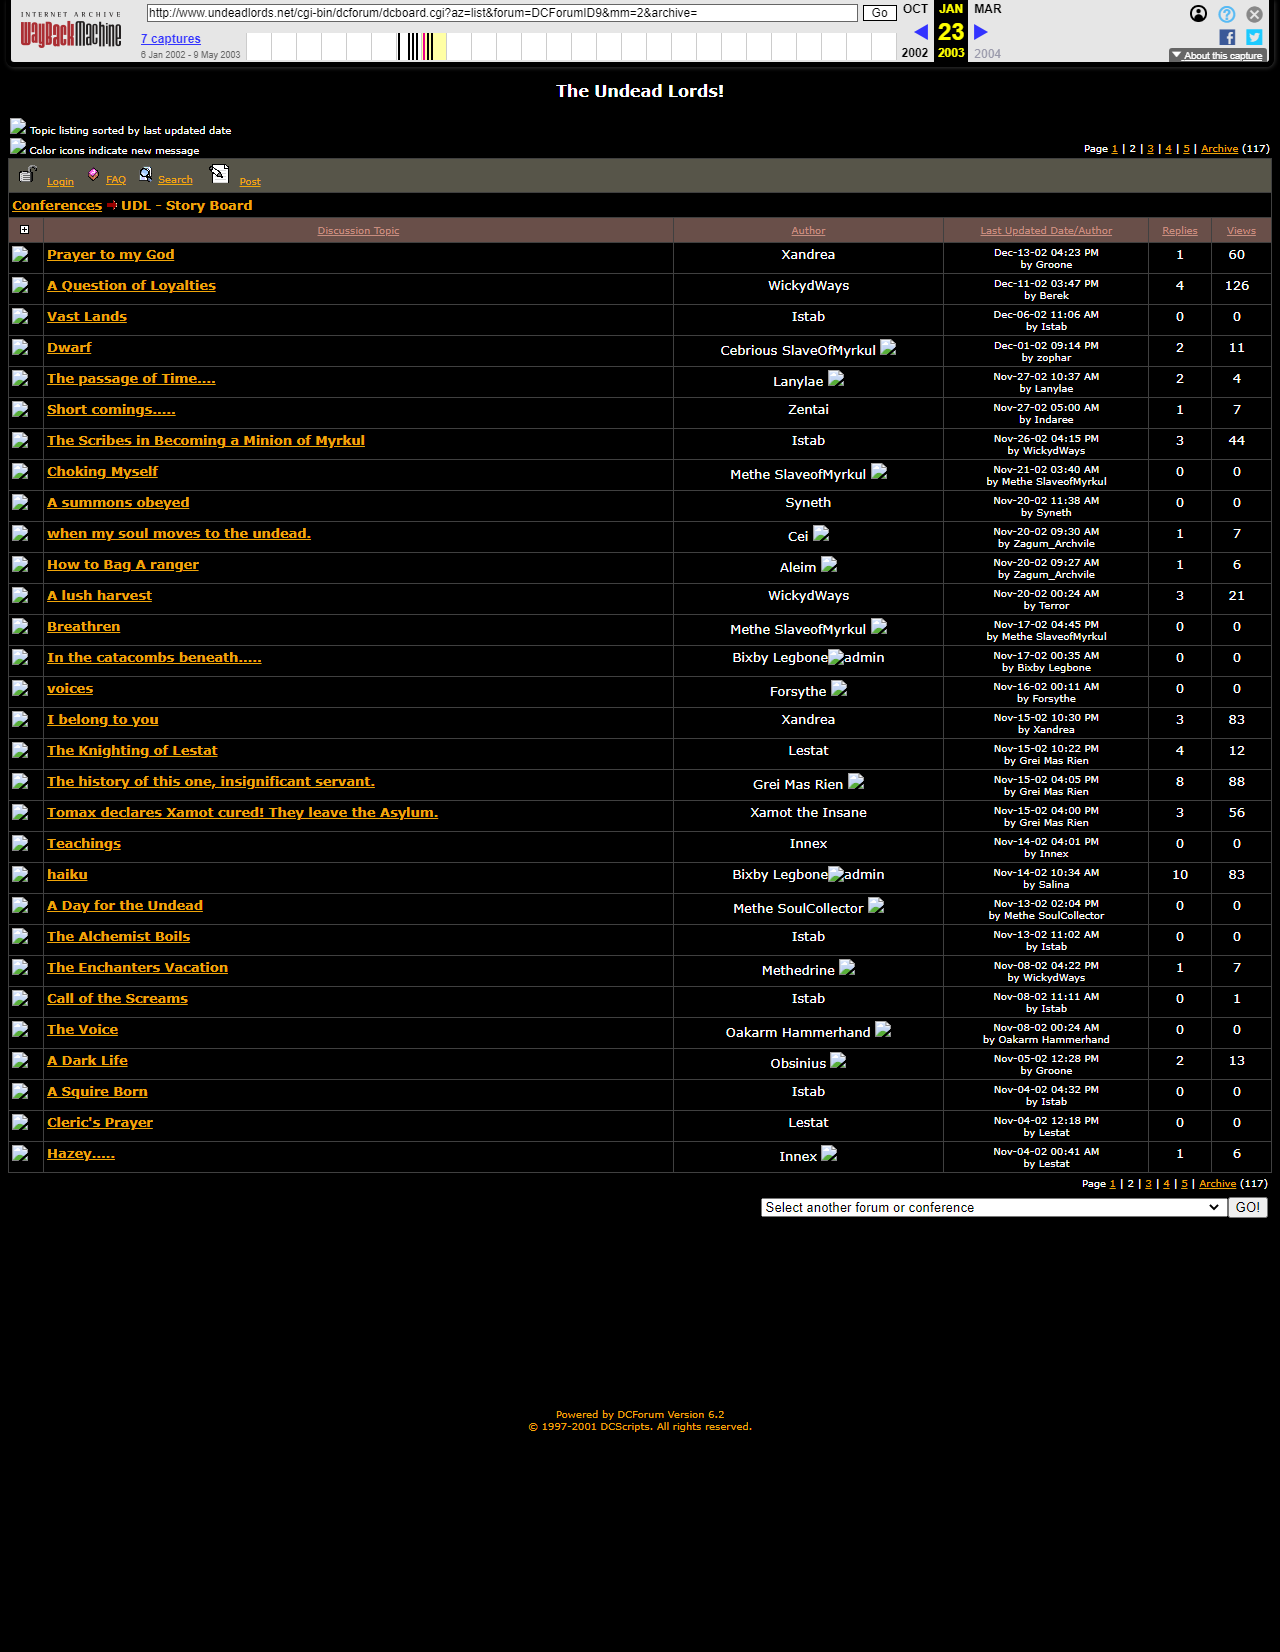 INTERNET ARCHIVE
WayBackMachine
http://www.undeadlords.net/cgi-bin/dcforum/dcboard.cgi?az=list&forum=DCForumID9&mm=2&archive= Go
7 captures
6 Jan 2002 - 9 May 2003
OCT JAN MAR
23
2002 2003 2004
About this capture
The Undead Lords!
Topic listing sorted by last updated date
Color icons indicate new message
Page 1 | 2 | 3 | 4 | 5 | Archive (117)
Login FAQ Search Post
Conferences UDL - Story Board
Discussion Topic Author Last Updated Date/Author Replies Views
Prayer to my God Xandrea Dec-13-02 04:23 PM 1 60
by Groone
A Question of Loyalties WickydWays Dec-11-02 03:47 PM 4 126
by Berek
Vast Lands Istab Dec-06-02 11:06 AM 0 0
by Istab
Dwarf Cebrious SlaveOfMyrkul Dec-01-02 09:14 PM 2 11
by zophar
The passage of Time.... Lanylae Nov-27-02 10:37 AM 2 4
by Lanylae
Short comings..... Zentai Nov-27-02 05:00 AM 1 7
by Indaree
The Scribes in Becoming a Minion of Myrkul Istab Nov-26-02 04:15 PM 3 44
by WickydWays
Choking Myself Methe SlaveofMyrkul Nov-21-02 03:40 AM 0 0
by Methe SlaveofMyrkul
A summons obeyed Syneth Nov-20-02 11:38 AM 0 0
by Syneth
when my soul moves to the undead. Cei Nov-20-02 09:30 AM 1 7
by Zagum_Archvile
How to Bag A ranger Aleim Nov-20-02 09:27 AM 1 6
by Zagum_Archvile
A lush harvest WickydWays Nov-20-02 00:24 AM 3 21
by Terror
Breathren Methe SlaveofMyrkul Nov-17-02 04:45 PM 0 0
by Methe SlaveofMyrkul
In the catacombs beneath..... Bixby Legbone admin Nov-17-02 00:35 AM 0 0
by Bixby Legbone
voices Forsythe Nov-16-02 00:11 AM 0 0
by Forsythe
I belong to you Xandrea Nov-15-02 10:30 PM 3 83
by Xandrea
The Knighting of Lestat Lestat Nov-15-02 10:22 PM 4 12
by Grei Mas Rien
The history of this one, insignificant servant. Grei Mas Rien Nov-15-02 04:05 PM 8 88
by Grei Mas Rien
Tomax declares Xamot cured! They leave the Asylum. Xamot the Insane Nov-15-02 04:00 PM 3 56
by Grei Mas Rien
Teachings Innex Nov-14-02 04:01 PM 0 0
by Innex
haiku Bixby Legbone admin Nov-14-02 10:34 AM 10 83
by Salina
A Day for the Undead Methe SoulCollector Nov-13-02 02:04 PM 0 0
by Methe SoulCollector
The Alchemist Boils Istab Nov-13-02 11:02 AM 0 0
by Istab
The Enchanters Vacation Methedrine Nov-08-02 04:22 PM 1 7
by WickydWays
Call of the Screams Istab Nov-08-02 11:11 AM 0 1
by Istab
The Voice Oakarm Hammerhand Nov-08-02 00:24 AM 0 0
by Oakarm Hammerhand
A Dark Life Obsinius Nov-05-02 12:28 PM 2 13
by Groone
A Squire Born Istab Nov-04-02 04:32 PM 0 0
by Istab
Cleric's Prayer Lestat Nov-04-02 12:18 PM 0 0
by Lestat
Hazey..... Innex Nov-04-02 00:41 AM 1 6
by Lestat
Page 1 | 2 | 3 | 4 | 5 | Archive (117)
Select another forum or conference GO!
Powered by DCForum Version 6.2
© 1997-2001 DCScripts. All rights reserved.